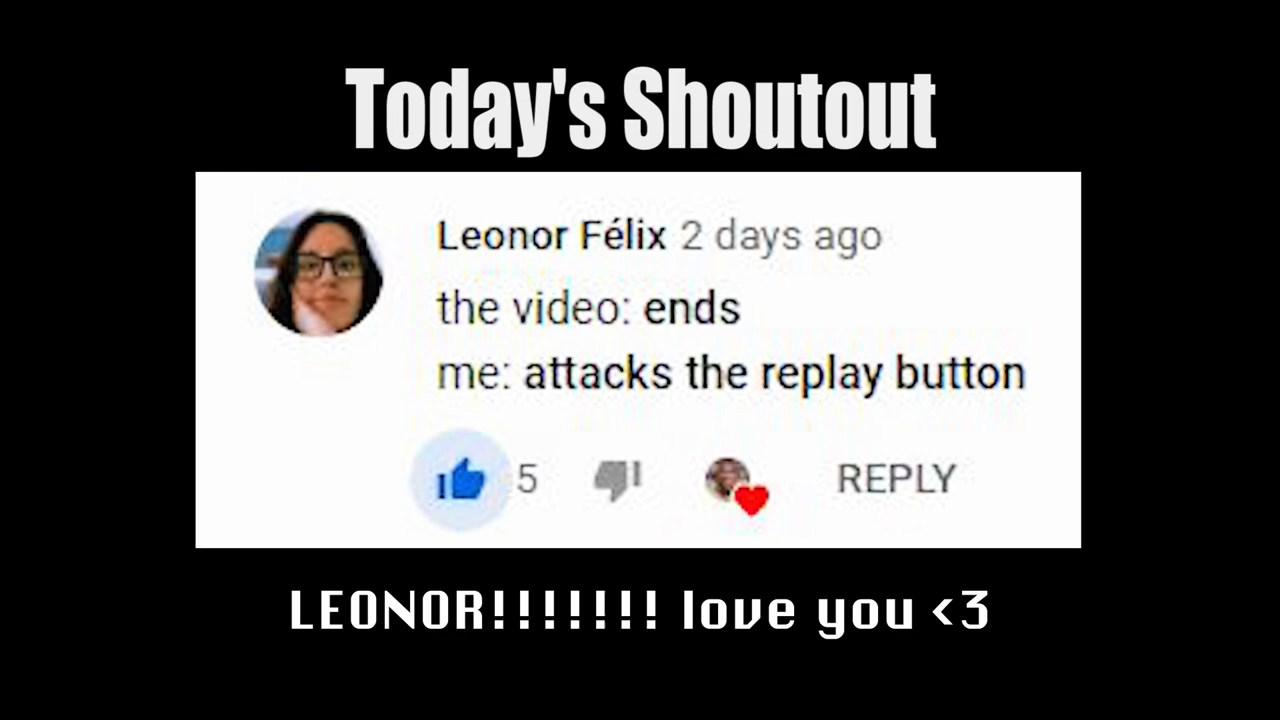 Today's Shoutout
Leonor Félix 2 days ago
the video: ends
me: attacks the replay button
5 REPLY
LEONOR!!!!!!! love you <3